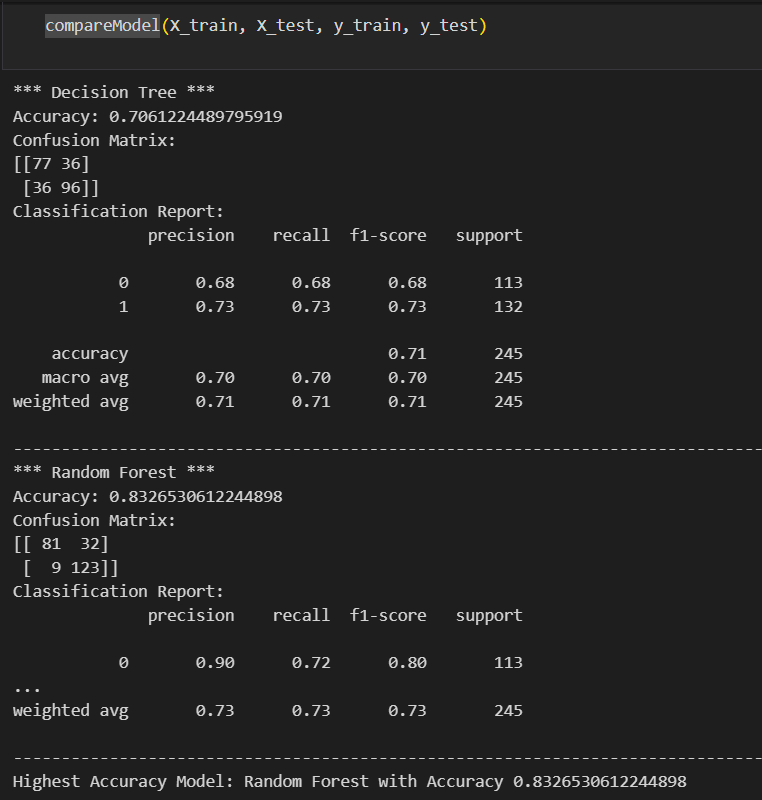 compareModel(X_train, X_test, y_train, y_test)
*** Decision Tree ***
Accuracy: 0.7061224489795919
Confusion Matrix:
[[77 36]
 [36 96]]
Classification Report:
              precision    recall  f1-score   support

           0       0.68      0.68      0.68       113
           1       0.73      0.73      0.73       132

    accuracy                           0.71       245
   macro avg       0.70      0.70      0.70       245
weighted avg       0.71      0.71      0.71       245

--------------------------------------------------------------------------------
*** Random Forest ***
Accuracy: 0.8326530612244898
Confusion Matrix:
[[ 81  32]
 [  9 123]]
Classification Report:
              precision    recall  f1-score   support

           0       0.90      0.72      0.80       113
...
weighted avg       0.73      0.73      0.73       245

--------------------------------------------------------------------------------
Highest Accuracy Model: Random Forest with Accuracy 0.8326530612244898